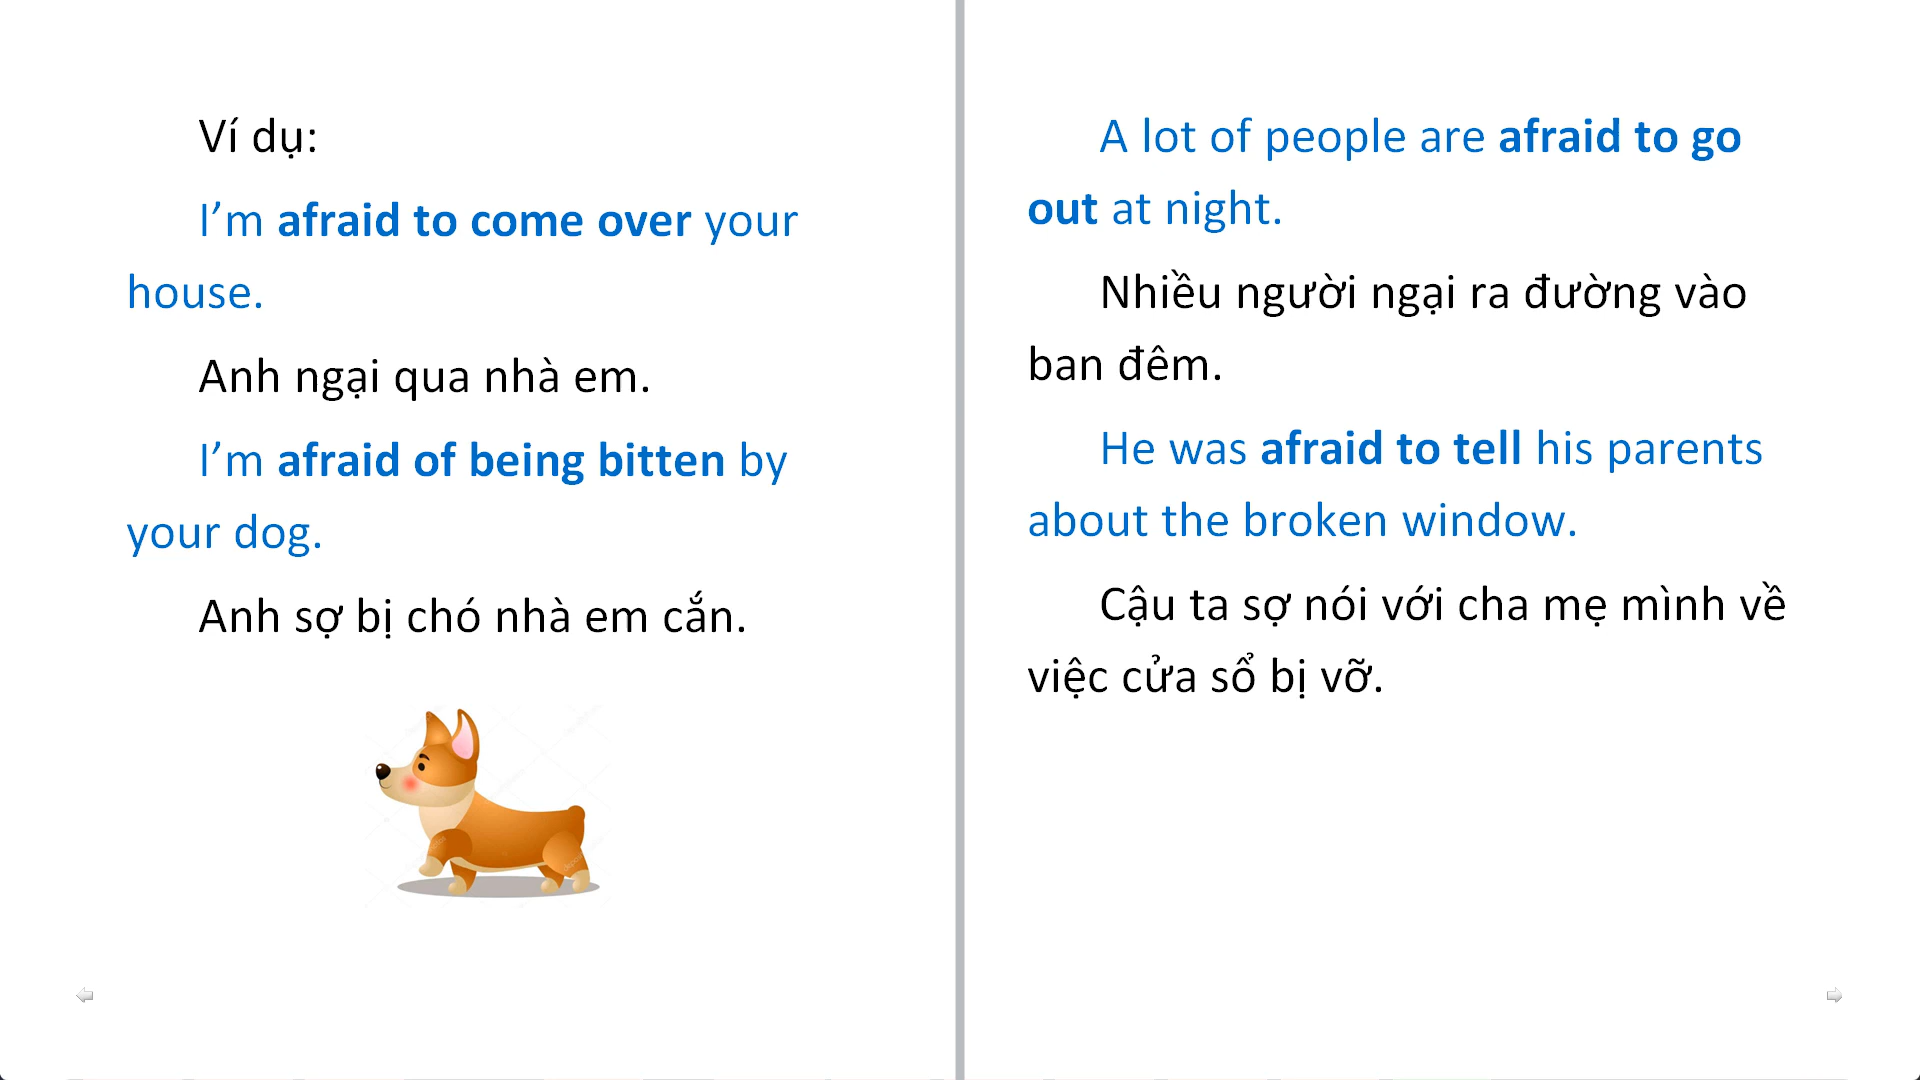 Ví dụ:
I’m afraid to come over your
house.
Anh ngại qua nhà em.
I’m afraid of being bitten by
your dog.
Anh sợ bị chó nhà em cắn.
A lot of people are afraid to go
out at night.
Nhiều người ngại ra đường vào
ban đêm.
He was afraid to tell his parents
about the broken window.
Cậu ta sợ nói với cha mẹ mình về
việc cửa sổ bị vỡ.